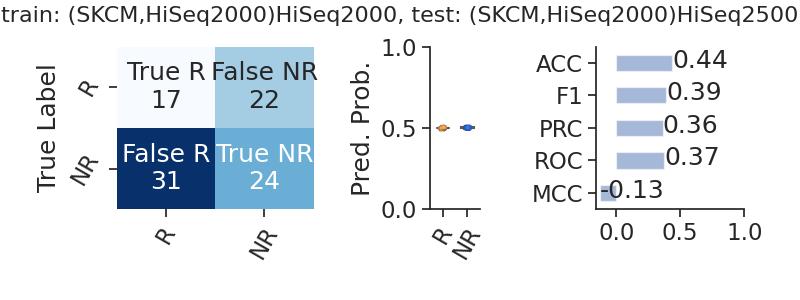 train: (SKCM,HiSeq2000)HiSeq2000, test: (SKCM,HiSeq2000)HiSeq2500
True Label
R
NR
True R
17
False NR
22
False R
31
True NR
24
R
NR
Pred. Prob.
1.0
0.5
0.0
R
NR
ACC
0.44
F1
0.39
PRC
0.36
ROC
0.37
MCC
-0.13
0.0
0.5
1.0